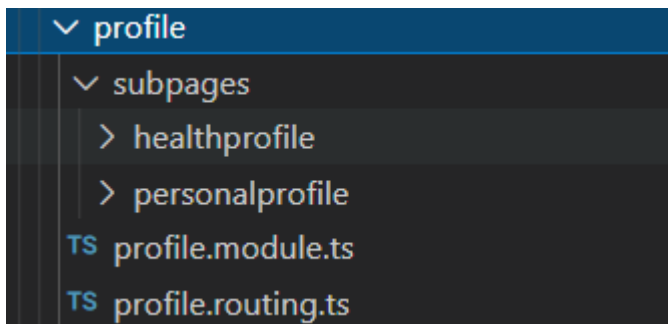 profile
subpages
healthprofile
personalprofile
TS profile.module.ts
TS profile.routing.ts